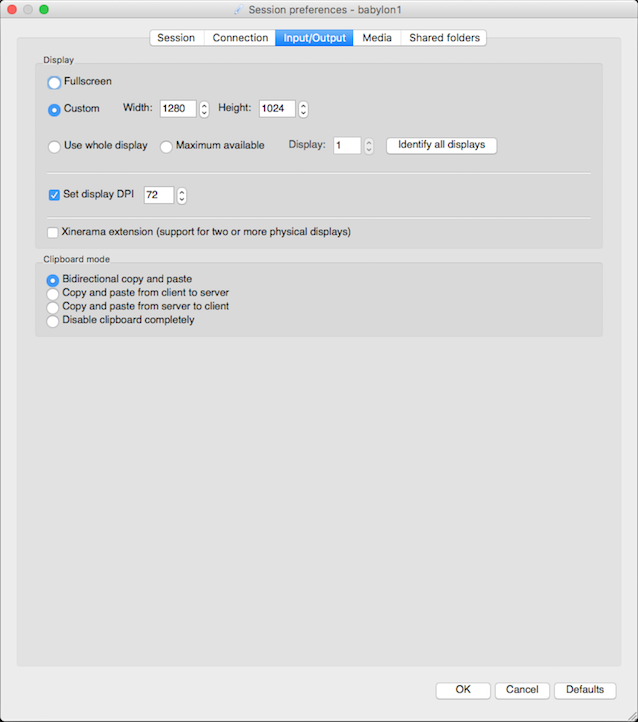 Session preferences - babylon1
Session Connection Input/Output Media Shared folders
Display
Fullscreen
Custom Width: 1280 Height: 1024
Use whole display Maximum available Display: 1 Identify all displays
Set display DPI 72
Xinerama extension (support for two or more physical displays)
Clipboard mode
Bidirectional copy and paste
Copy and paste from client to server
Copy and paste from server to client
Disable clipboard completely
OK Cancel Defaults